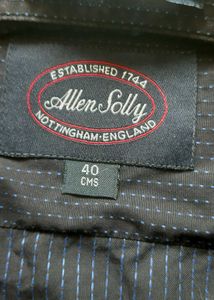 ESTABLISHED 1744
Allen Solly
NOTTINGHAM-ENGLAND
40
CMS